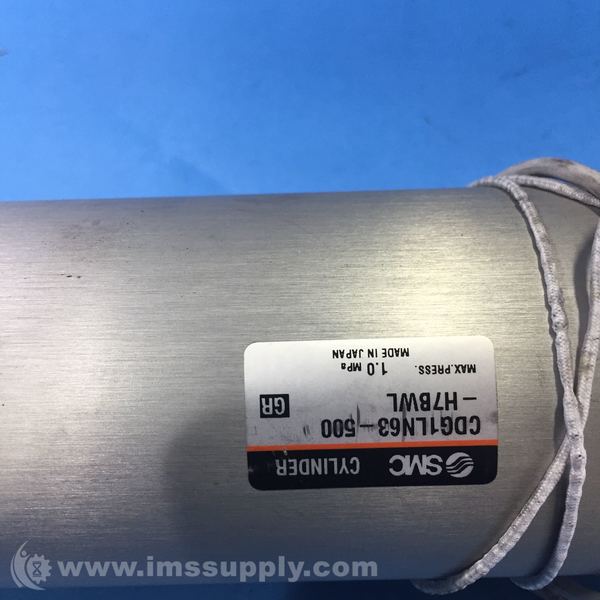 SMC CYLINDER
CDG1LN63-500
-H7BWL GR
MAX.PRESS. 1.0 MPa
MADE IN JAPAN
www.imssupply.com